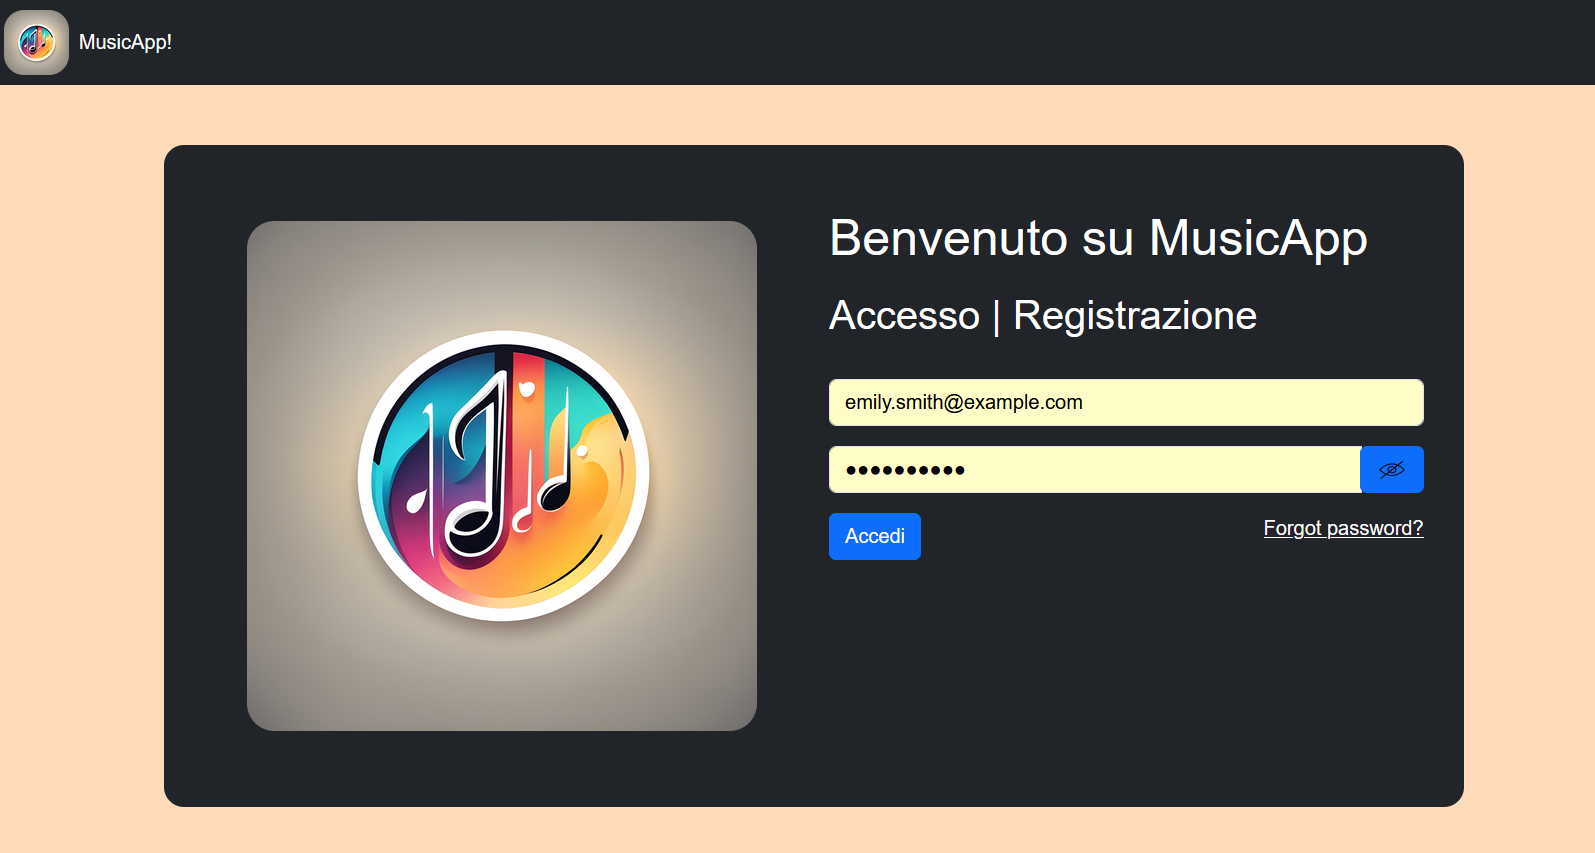 MusicApp!
Benvenuto su MusicApp
Accesso | Registrazione
emily.smith@example.com
••••••••••
Accedi
Forgot password?